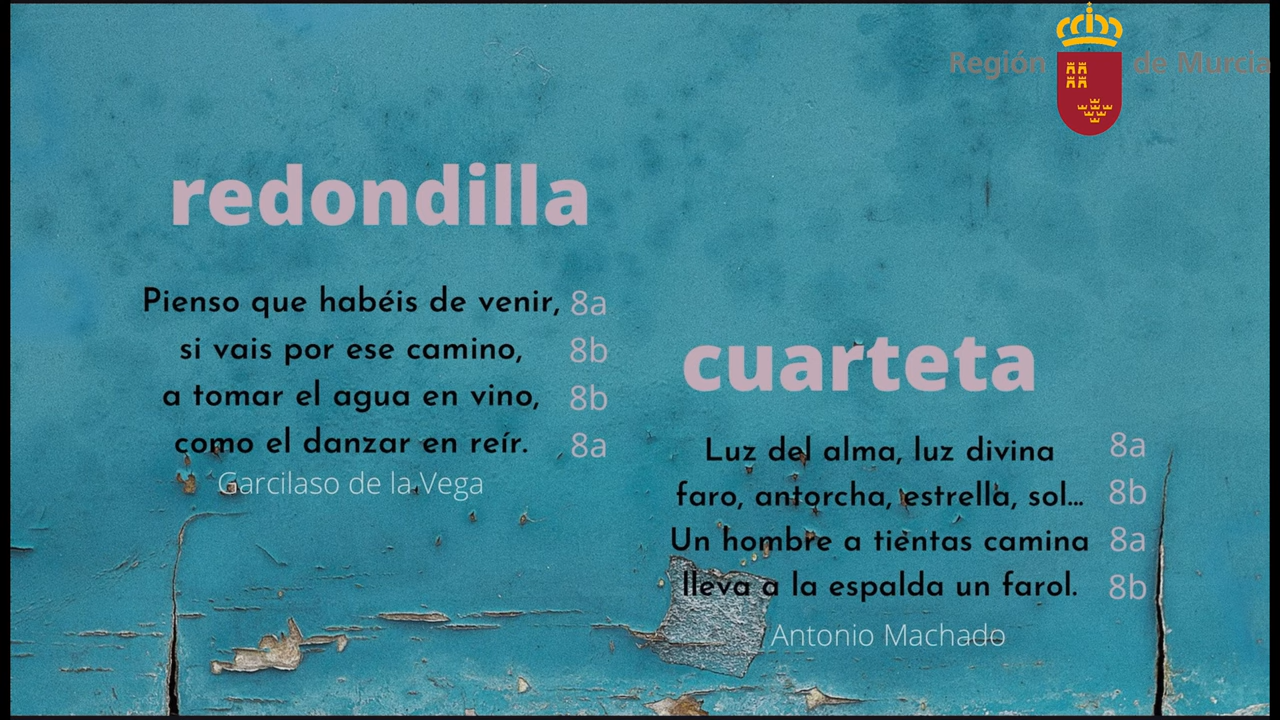 Región de Murcia
redondilla
Pienso que habéis de venir, 8a
si vais por ese camino, 8b
a tomar el agua en vino, 8b
como el danzar en reír. 8a
Garcilaso de la Vega
cuarteta
Luz del alma, luz divina 8a
faro, antorcha, estrella, sol... 8b
Un hombre a tientas camina 8a
lleva a la espalda un farol. 8b
Antonio Machado